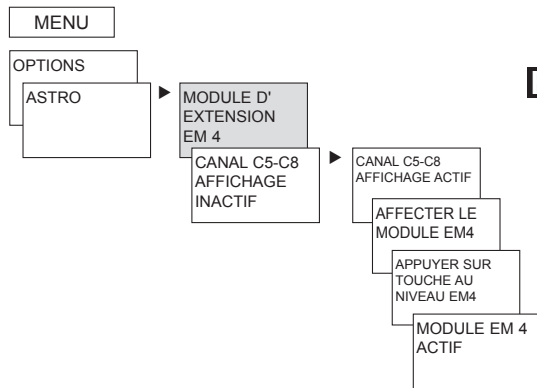 MENU
OPTIONS
ASTRO
MODULE D'
EXTENSION
EM 4
CANAL C5-C8
AFFICHAGE
INACTIF
CANAL C5-C8
AFFICHAGE ACTIF
AFFECTER LE
MODULE EM4
APPUYER SUR
TOUCHE AU
NIVEAU EM4
MODULE EM 4
ACTIF